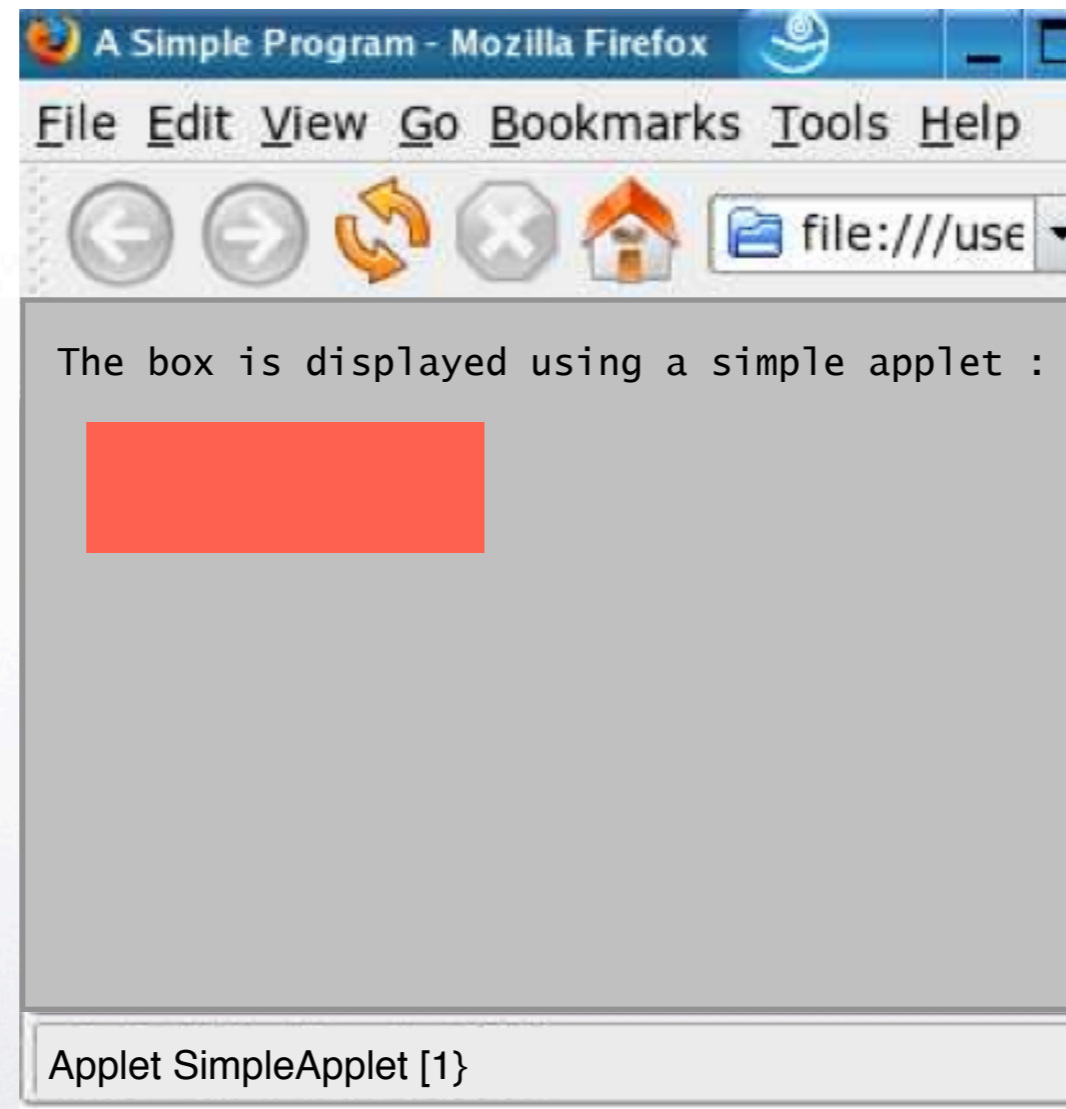 A Simple Program - Mozilla Firefox
File Edit View Go Bookmarks Tools Help
file:///use
The box is displayed using a simple applet :
Applet SimpleApplet [1}